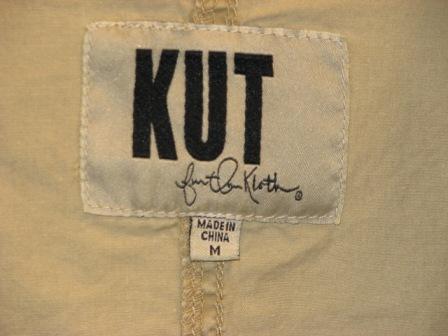 KUT
from the Kloth ®
MADE IN
CHINA
M